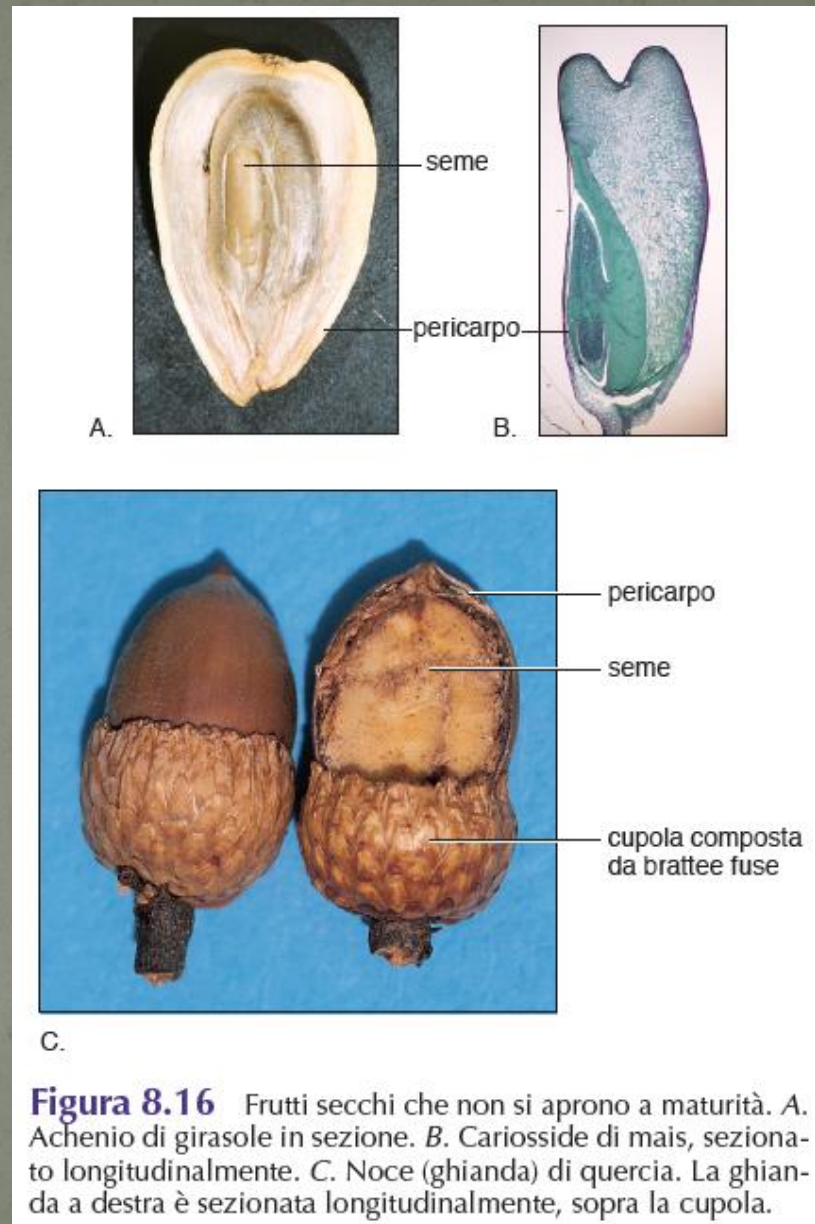 seme
pericarpo
A.
B.
pericarpo
seme
cupola composta
da brattee fuse
C.
Figura 8.16 Frutti secchi che non si aprono a maturità. A.
Achenio di girasole in sezione. B. Cariosside di mais, seziona-
to longitudinalmente. C. Noce (ghianda) di quercia. La ghian-
da a destra è sezionata longitudinalmente, sopra la cupola.